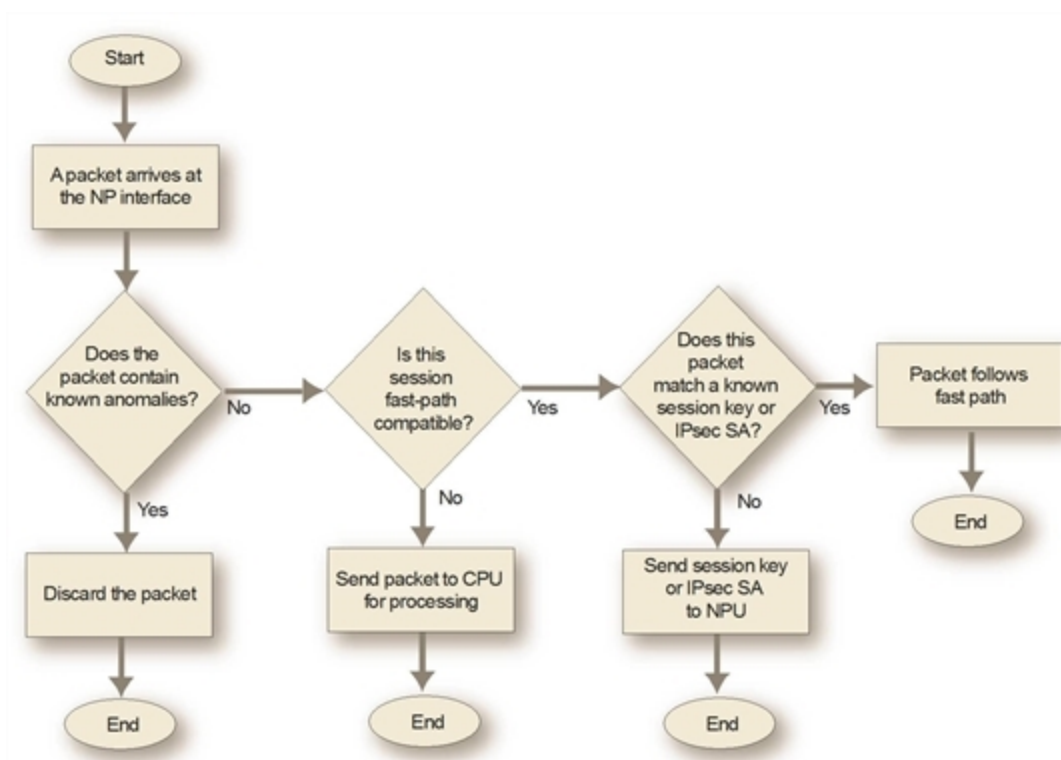 Start
A packet arrives at
the NP interface
Does the
packet contain
known anomalies?
No
Yes
Discard the packet
End
Is this
session
fast-path
compatible?
Yes
No
Send packet to CPU
for processing
End
Does this
packet
match a known
session key or
IPsec SA?
Yes
No
Send session key
or IPsec SA
to NPU
End
Packet follows
fast path
End